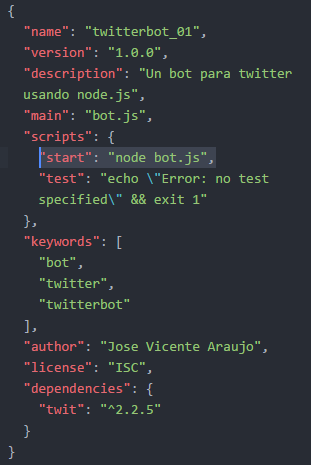 {
"name": "twitterbot_01",
"version": "1.0.0",
"description": "Un bot para twitter
usando node.js",
"main": "bot.js",
"scripts": {
"start": "node bot.js",
"test": "echo \"Error: no test
specified\" && exit 1"
},
"keywords": [
"bot",
"twitter",
"twitterbot"
],
"author": "Jose Vicente Araujo",
"license": "ISC",
"dependencies": {
"twit": "^2.2.5"
}
}